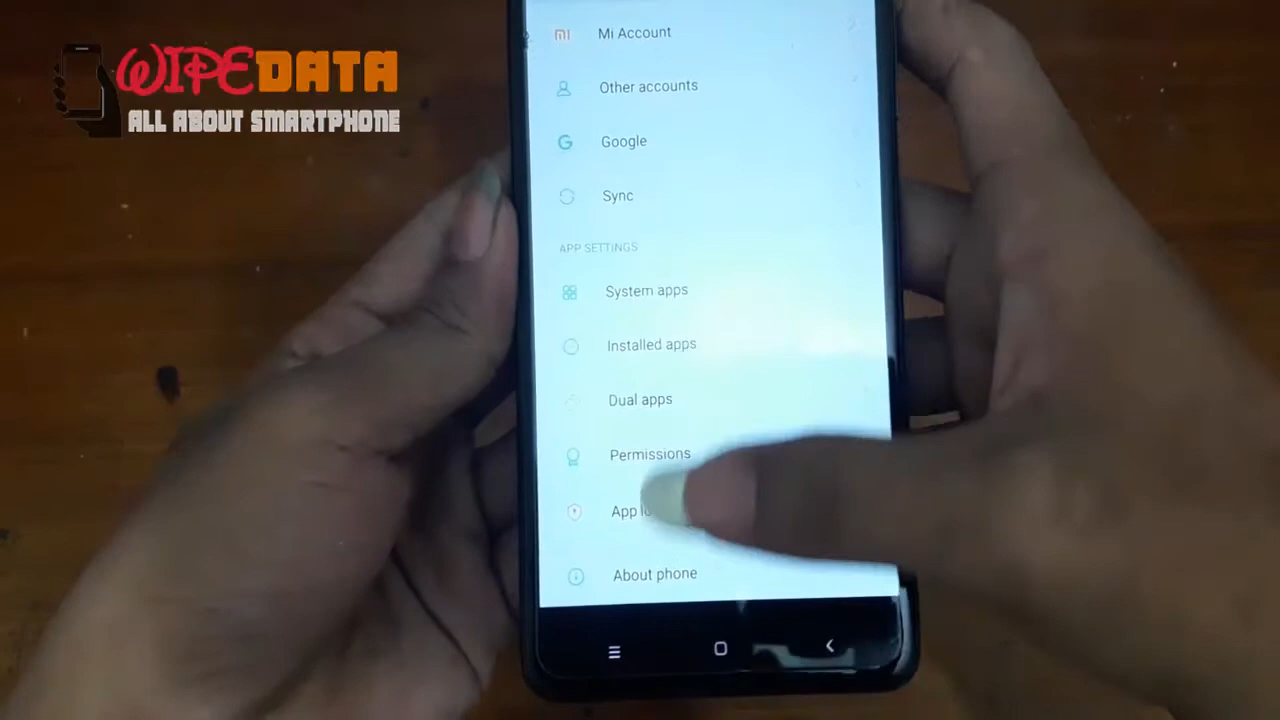 WIPEDATA
ALL ABOUT SMARTPHONE
Mi Account
Other accounts
Google
Sync
APP SETTINGS
System apps
Installed apps
Dual apps
Permissions
App
About phone